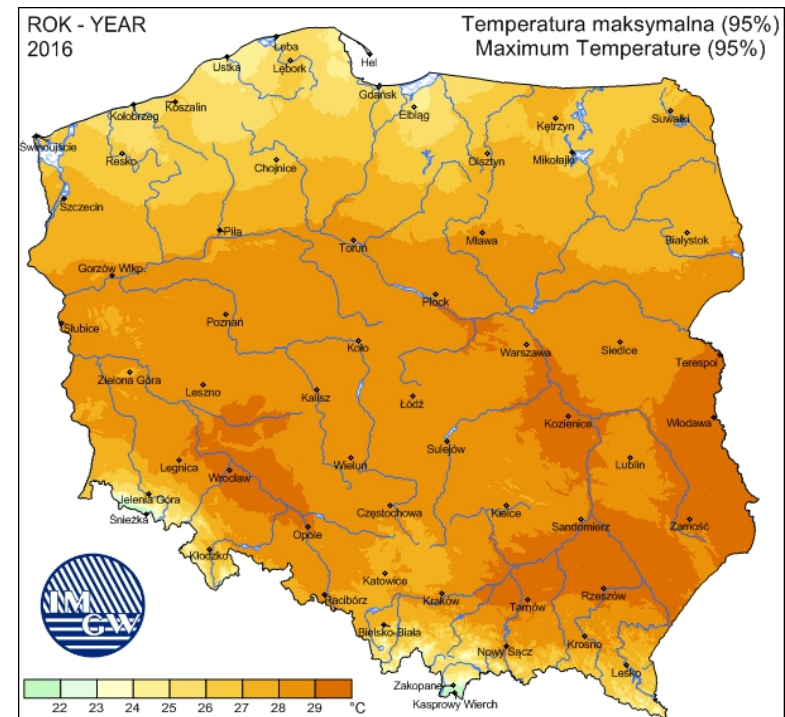 ROK - YEAR
2016
Temperatura maksymalna (95%)
Maximum Temperature (95%)
Łeba
Hel
Ustka
Lębork
Gdańsk
Koszalin
Kołobrzeg
Elbląg
Suwałki
Kętrzyn
Świnoujście
Resko
Chojnice
Olsztyn
Mikołajki
Szczecin
Piła
Toruń
Mława
Białystok
Gorzów Wlkp.
Płock
Słubice
Poznań
Koło
Warszawa
Siedlce
Terespol
Zielona Góra
Leszno
Kalisz
Łódź
Kozienice
Włodawa
Sulejów
Legnica
Wrocław
Wieluń
Lublin
Jelenia Góra
Śnieżka
Częstochowa
Kielce
Sandomierz
Zamość
Opole
Kłodzko
Katowice
Racibórz
Kraków
Tarnów
Rzeszów
Bielsko-Biała
Nowy Sącz
Krosno
Lesko
Zakopane
Kasprowy Wierch
IM
GW
22 23 24 25 26 27 28 29 °C